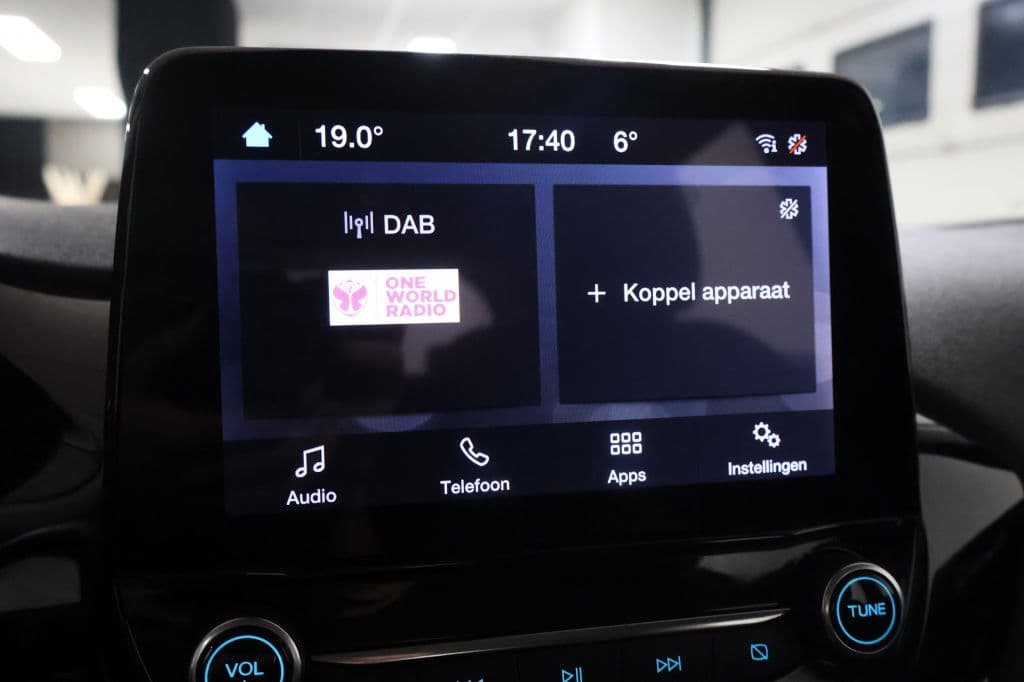 19.0° 17:40 6°
DAB
ONE
WORLD
RADIO
+ Koppel apparaat
Audio
Telefoon
Apps
Instellingen
VOL
TUNE